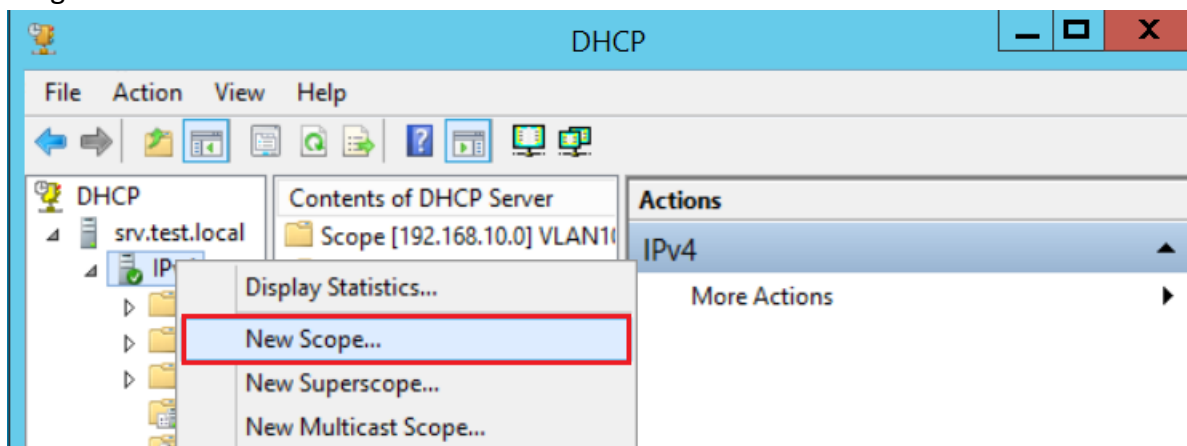 DHCP
File Action View Help
DHCP
srv.test.local
Contents of DHCP Server
Scope [192.168.10.0] VLAN10
Actions
IPv4
More Actions
Display Statistics...
New Scope...
New Superscope...
New Multicast Scope...